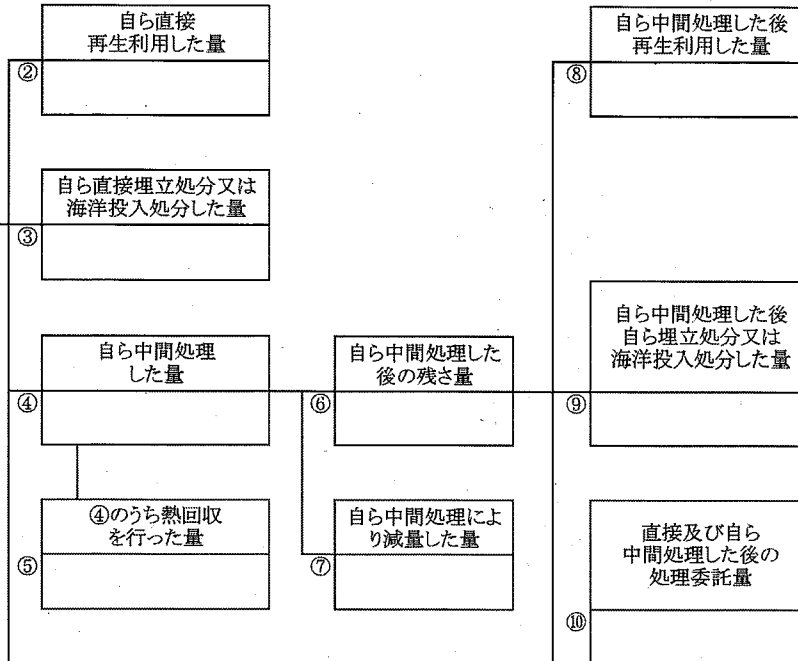 自ら直接
再生利用した量
②
自ら直接埋立処分又は
海洋投入処分した量
③
自ら中間処理
した量
④
④のうち熱回収
を行った量
⑤
自ら中間処理した
後の残さ量
⑥
自ら中間処理によ
り減量した量
⑦
自ら中間処理した後
再生利用した量
⑧
自ら中間処理した後
自ら埋立処分又は
海洋投入処分した量
⑨
直接及び自ら
中間処理した後の
処理委託量
⑩